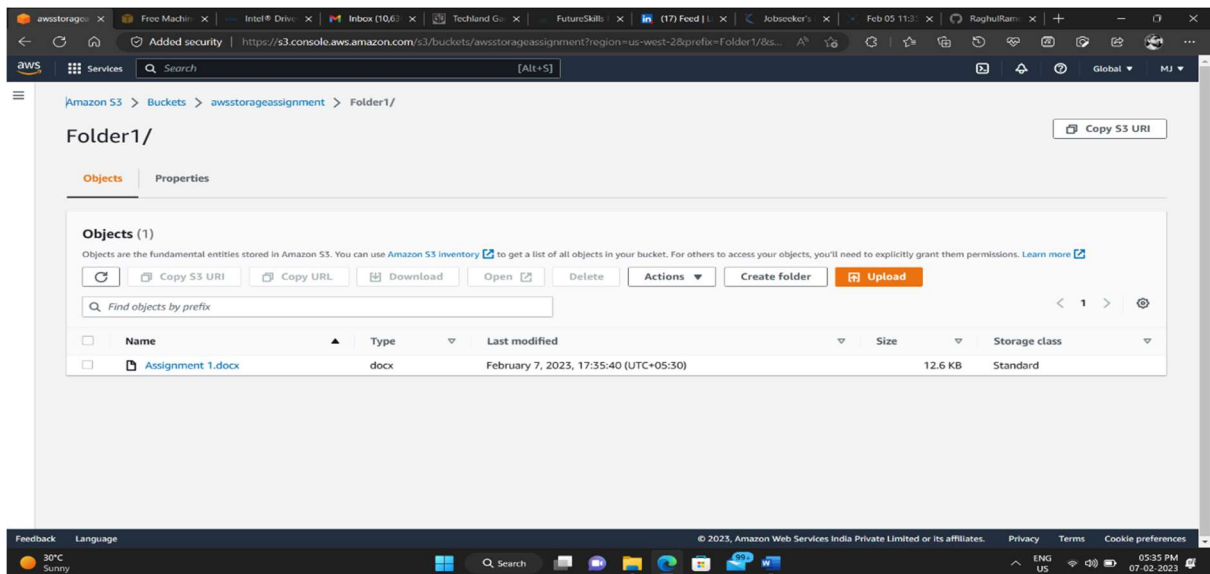 awsstorageas Free Machin Intel® Drive Inbox (10,63 Techland Ga FutureSkills (17) Feed | L Jobseeker's Feb 05 11:3 RaghulRam
Added security | https://s3.console.aws.amazon.com/s3/buckets/awsstorageassignment?region=us-west-2&prefix=Folder1/&s...
aws Services Search [Alt+S] Global MJ
Amazon S3 > Buckets > awsstorageassignment > Folder1/
Folder1/
Copy S3 URI
Objects Properties
Objects (1)
Objects are the fundamental entities stored in Amazon S3. You can use Amazon S3 inventory to get a list of all objects in your bucket. For others to access your objects, you'll need to explicitly grant them permissions. Learn more
Copy S3 URI Copy URL Download Open Delete Actions Create folder Upload
Find objects by prefix
< 1 >
Name Type Last modified Size Storage class
Assignment 1.docx docx February 7, 2023, 17:35:40 (UTC+05:30) 12.6 KB Standard
Feedback Language © 2023, Amazon Web Services India Private Limited or its affiliates. Privacy Terms Cookie preferences
30°C
Sunny
Search
99+
ENG
US
05:35 PM
07-02-2023